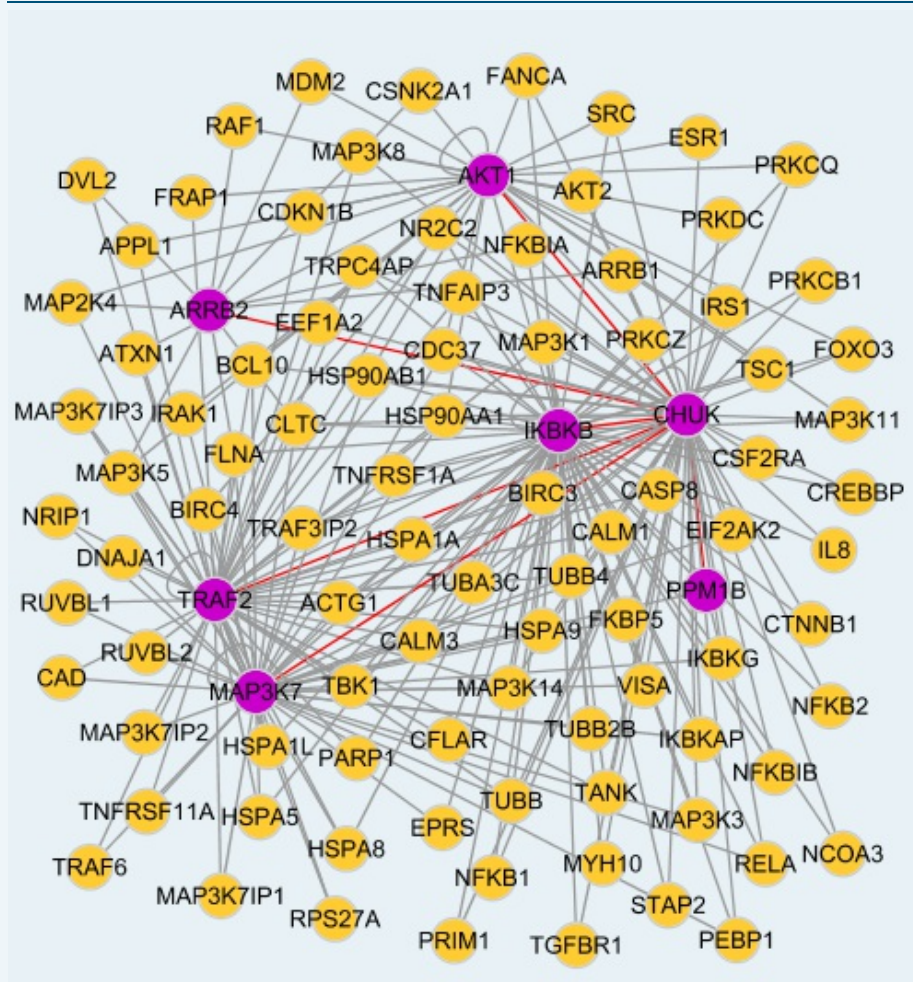 FANCA
MDM2
CSNK2A1
SRC
RAF1
ESR1
MAP3K8
PRKCQ
DVL2
AKT1
FRAP1
AKT2
CDKN1B
PRKDC
NR2C2
APPL1
NFKBIA
TRPC4AP
ARRB1
PRKCB1
TNFAIP3
MAP2K4
ARRB2
IRS1
EEF1A2
PRKCZ
MAP3K1
ATXN1
CDC37
FOXO3
BCL10
TSC1
HSP90AB1
MAP3K7IP3
IRAK1
HSP90AA1
CHUK
MAP3K11
CLTC
IKBKB
FLNA
CSF2RA
MAP3K5
TNFRSF1A
BIRC3
CASP8
CREBBP
BIRC4
NRIP1
TRAF3IP2
CALM1
EIF2AK2
HSPA1A
IL8
DNAJA1
TUBA3C
TUBB4
PPM1B
RUVBL1
TRAF2
ACTG1
FKBP5
CTNNB1
HSPA9
CALM3
RUVBL2
IKBKG
CAD
MAP3K7
TBK1
MAP3K14
VISA
NFKB2
MAP3K7IP2
TUBB2B
IKBKAP
CFLAR
HSPA1L
PARP1
NFKBIB
TANK
TUBB
TNFRSF11A
HSPA5
MAP3K3
EPRS
HSPA8
NCOA3
TRAF6
MYH10
RELA
NFKB1
MAP3K7IP1
STAP2
RPS27A
PRIM1
TGFBR1
PEBP1